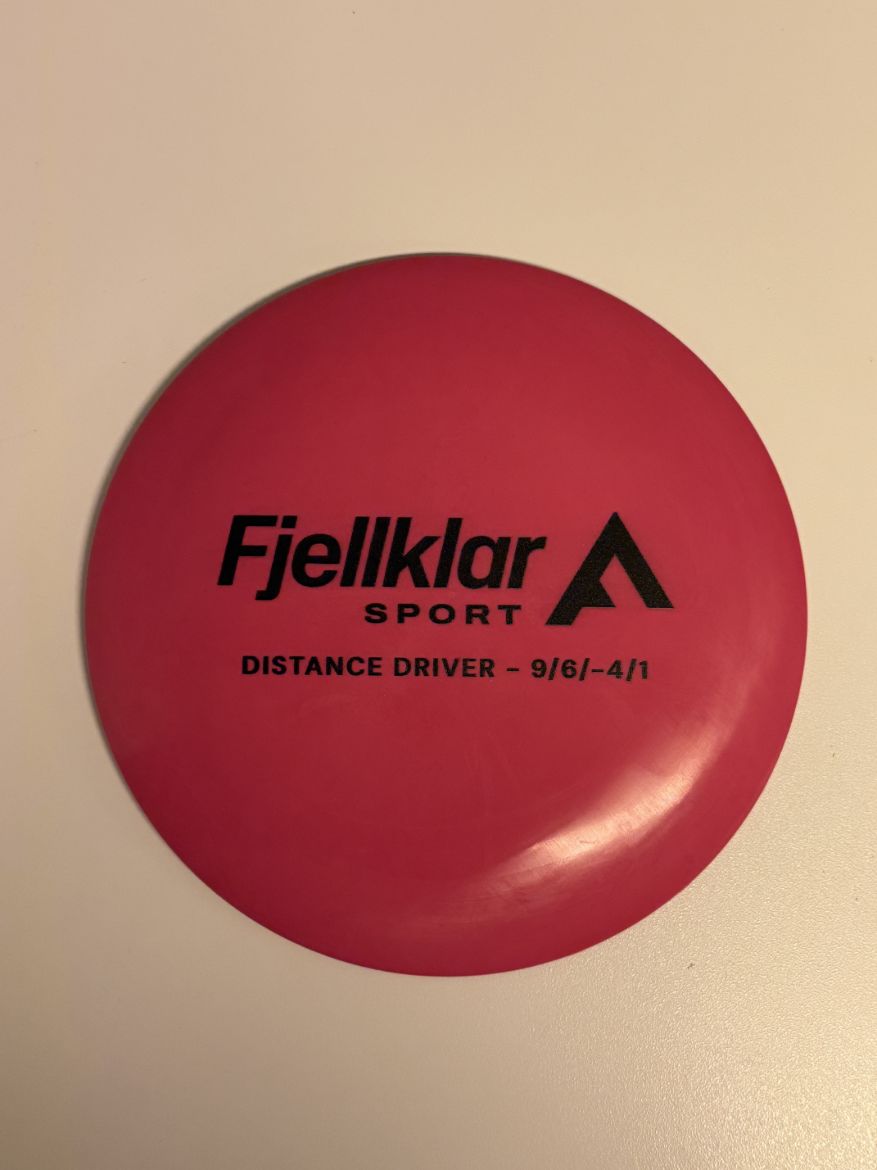 Fjellklar
SPORT
DISTANCE DRIVER - 9/6/-4/1